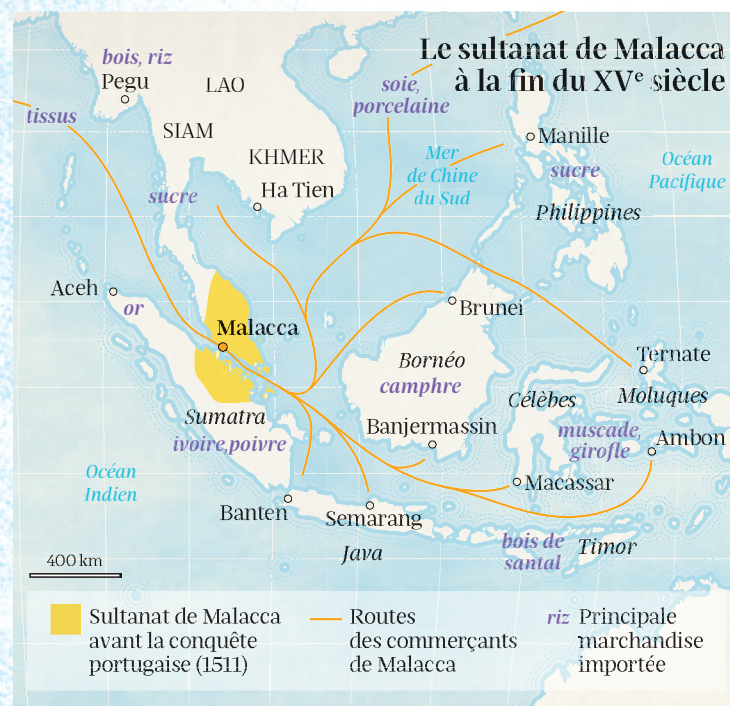 Le sultanat de Malacca
à la fin du XVᵉ siècle
bois, riz
Pegu
LAO
soie,
porcelaine
tissus
SIAM
Manille
Mer
de Chine
du Sud
KHMER
Océan
Pacifique
sucre
sucre
Ha Tien
Philippines
Aceh
or
Brunei
Malacca
Ternate
Bornéo
camphre
Moluques
Célèbes
Sumatra
Banjermassin
muscade,
girofle
Ambon
ivoire,poivre
Océan
Indien
Macassar
Banten
Semarang
bois de
santal
Timor
Java
400 km
Sultanat de Malacca
avant la conquête
portugaise (1511)
Routes
des commerçants
de Malacca
riz
Principale
marchandise
importée